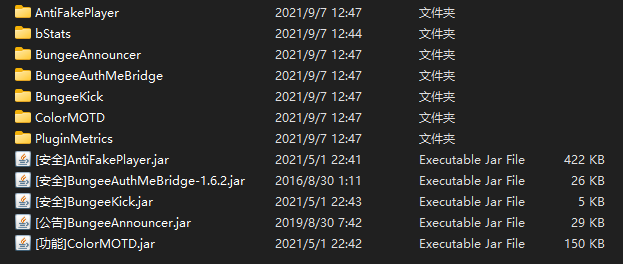 AntiFakePlayer 2021/9/7 12:47 文件夹
bStats 2021/9/7 12:44 文件夹
BungeeAnnouncer 2021/9/7 12:47 文件夹
BungeeAuthMeBridge 2021/9/7 12:47 文件夹
BungeeKick 2021/9/7 12:47 文件夹
ColorMOTD 2021/9/7 12:47 文件夹
PluginMetrics 2021/9/7 12:47 文件夹
[安全]AntiFakePlayer.jar 2021/5/1 22:41 Executable Jar File 422 KB
[安全]BungeeAuthMeBridge-1.6.2.jar 2016/8/30 1:11 Executable Jar File 26 KB
[安全]BungeeKick.jar 2021/5/1 22:43 Executable Jar File 5 KB
[公告]BungeeAnnouncer.jar 2019/8/30 7:42 Executable Jar File 29 KB
[功能]ColorMOTD.jar 2021/5/1 22:42 Executable Jar File 150 KB